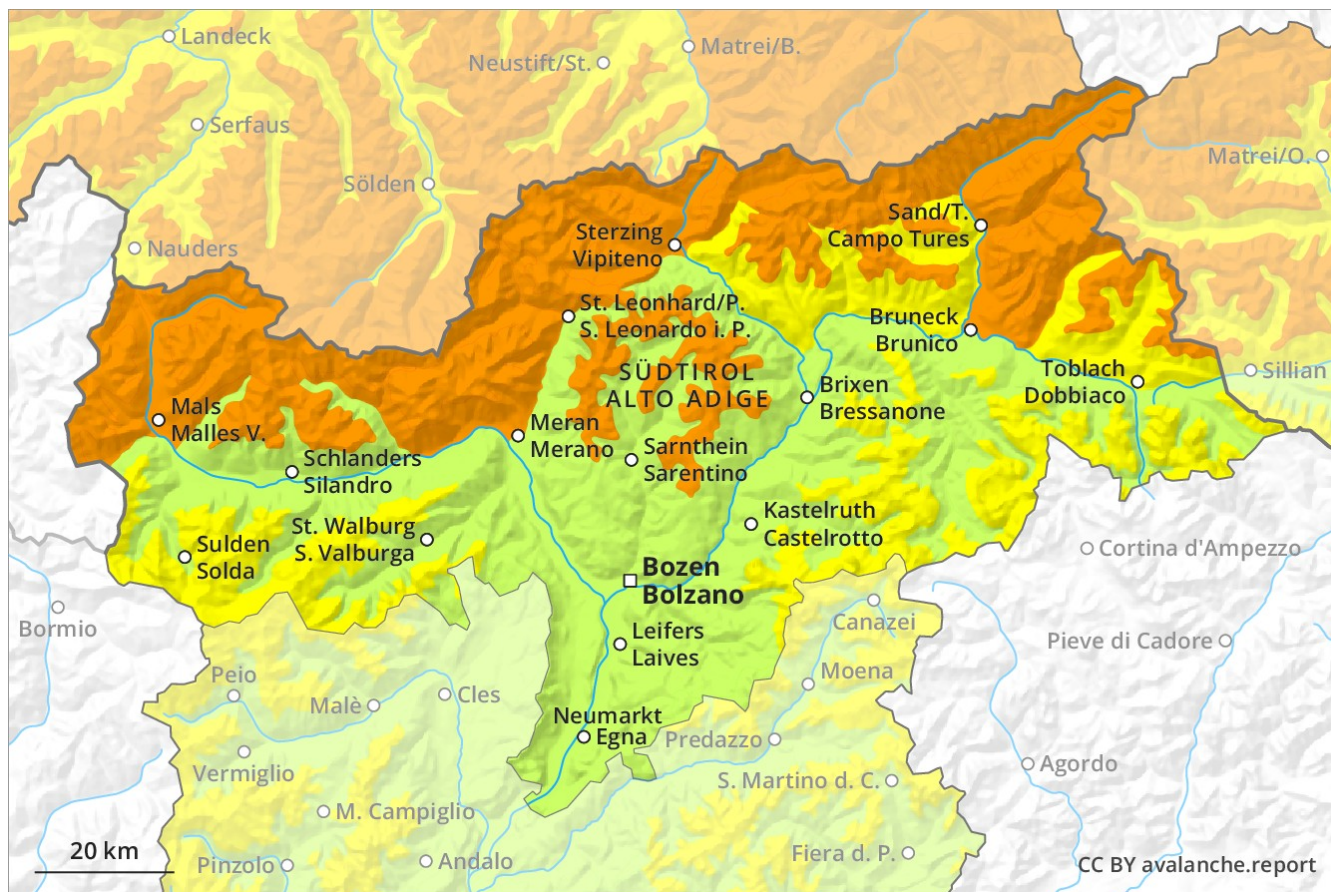 Landeck
Neustift/St.
Matrei/B.
Serfaus
Matrei/O.
Sölden
Nauders
Sterzing
Vipiteno
Sand/T.
Campo Tures
St. Leonhard/P.
S. Leonardo i. P.
Bruneck
Brunico
SÜDTIROL
ALTO ADIGE
Toblach
Dobbiaco
Sillian
Brixen
Bressanone
Mals
Malles V.
Meran
Merano
Schlanders
Silandro
Sarnthein
Sarentino
St. Walburg
S. Valburga
Kastelruth
Castelrotto
Sulden
Solda
Cortina d'Ampezzo
Bozen
Bolzano
Bormio
Leifers
Laives
Canazei
Pieve di Cadore
Peio
Malè
Cles
Moena
Neumarkt
Egna
Predazzo
Vermiglio
Agordo
S. Martino d. C.
M. Campiglio
20 km
Pinzolo
Andalo
Fiera d. P.
CC BY avalanche.report